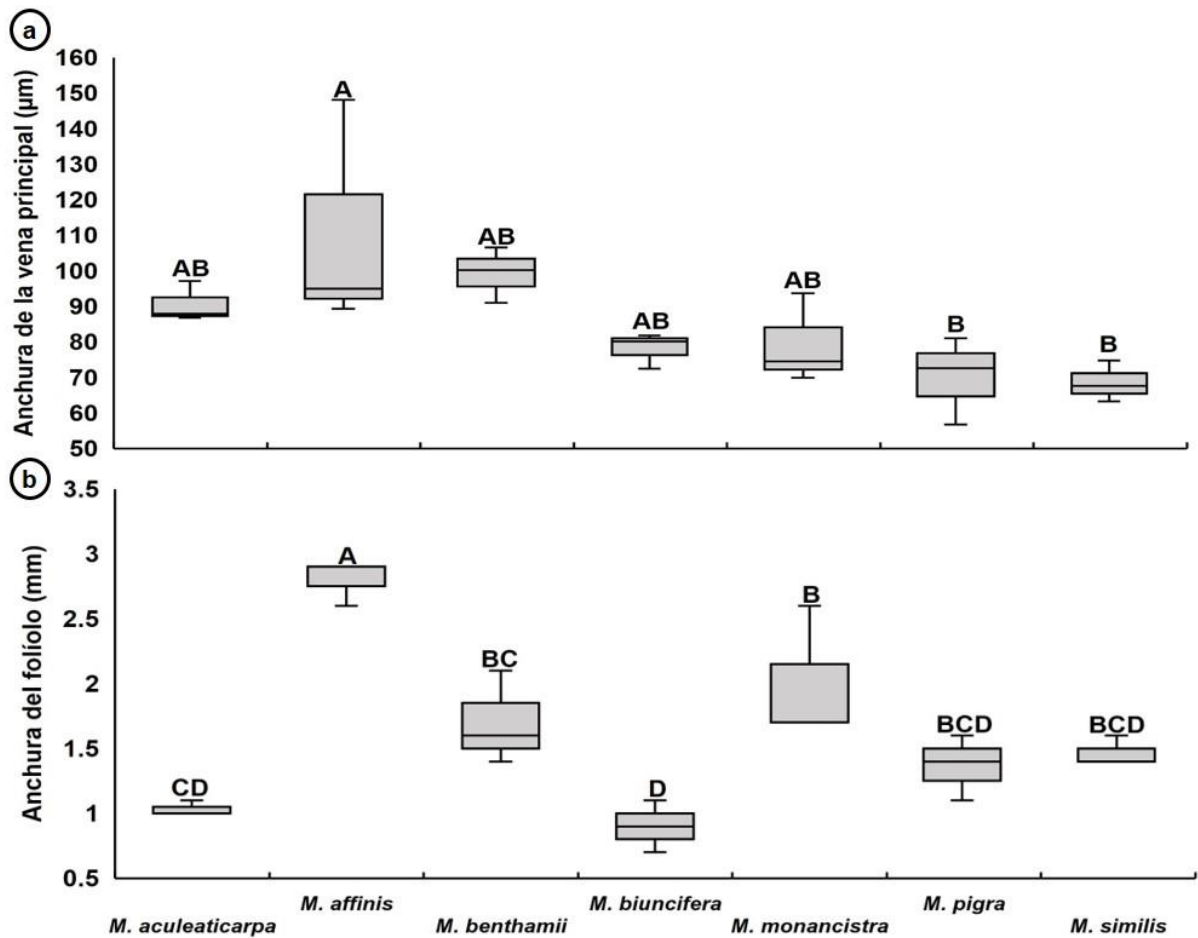 a
Anchura de la vena principal (µm)
160
150
140
130
120
110
100
90
80
70
60
50
AB
A
AB
AB
AB
B
B
b
Anchura del folíolo (mm)
3.5
3
2.5
2
1.5
1
0.5
CD
A
BC
D
B
BCD
BCD
M. aculeaticarpa
M. affinis
M. benthamii
M. biuncifera
M. monancistra
M. pigra
M. similis